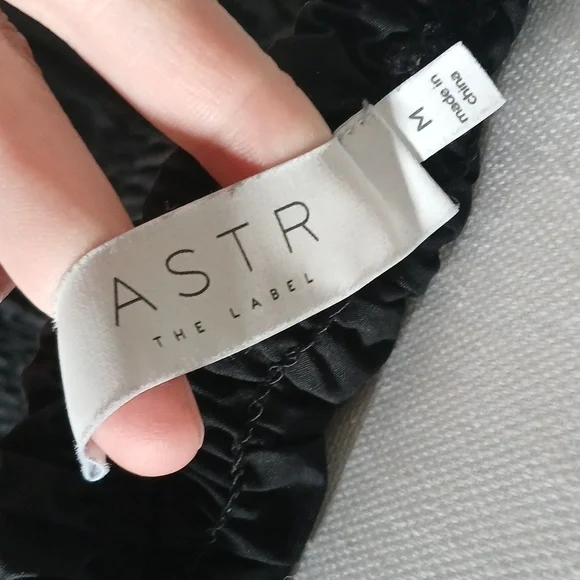 ASTR
THE LABEL
M
made in
china